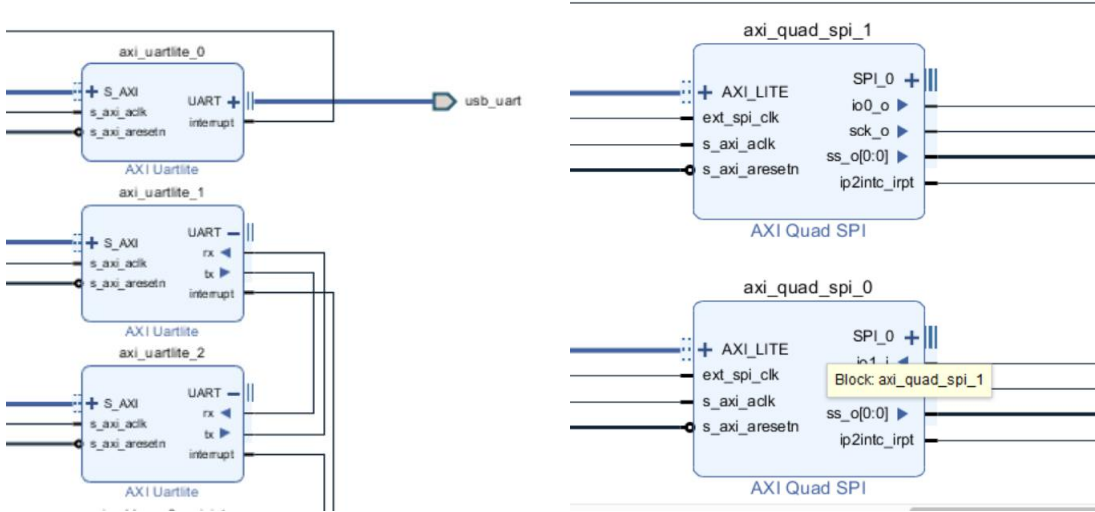 axi_uartlite_0
S_AXI
UART
s_axi_aclk
interrupt
s_axi_aresetn
AXI Uartlite
usb_uart
axi_uartlite_1
UART
S_AXI
rx
s_axi_aclk
tx
s_axi_aresetn
interrupt
AXI Uartlite
axi_uartlite_2
UART
S_AXI
rx
s_axi_aclk
tx
s_axi_aresetn
interrupt
AXI Uartlite
axi_quad_spi_1
SPI_0
AXI_LITE
io0_o
ext_spi_clk
sck_o
s_axi_aclk
ss_o[0:0]
s_axi_aresetn
ip2intc_irpt
AXI Quad SPI
axi_quad_spi_0
SPI_0
AXI_LITE
ext_spi_clk
Block: axi_quad_spi_1
s_axi_aclk
ss_o[0:0]
s_axi_aresetn
ip2intc_irpt
AXI Quad SPI